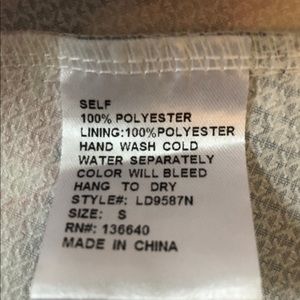 SELF
100% POLYESTER
LINING:100%POLYESTER
HAND WASH COLD
WATER SEPARATELY
COLOR WILL BLEED
HANG TO DRY
STYLE#: LD9587N
SIZE: S
RN#: 136640
MADE IN CHINA